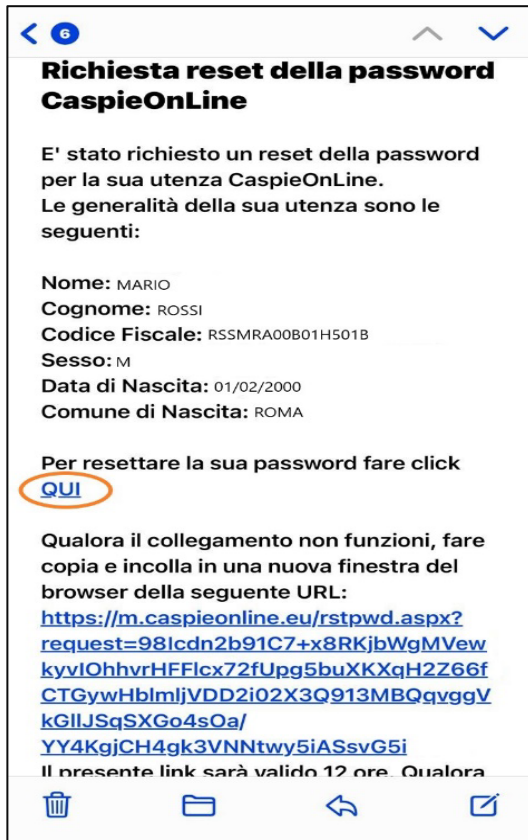 6
Richiesta reset della password
CaspieOnLine
E' stato richiesto un reset della password
per la sua utenza CaspieOnLine.
Le generalità della sua utenza sono le
seguenti:
Nome: MARIO
Cognome: ROSSI
Codice Fiscale: RSSMRA00B01H501B
Sesso: M
Data di Nascita: 01/02/2000
Comune di Nascita: ROMA
Per resettare la sua password fare click
QUI
Qualora il collegamento non funzioni, fare
copia e incolla in una nuova finestra del
browser della seguente URL:
https://m.caspieonline.eu/rstpwd.aspx?
request=98Icdn2b91C7+x8RKjbWgMVew
kyvIOhhvrHFFlcx72fUpg5buXKXqH2Z66f
CTGywHblmljVDD2i02X3Q913MBQqvggV
kGllJSqSXGo4sOa/
YY4KgjCH4gk3VNNtwy5iASsvG5i
Il presente link sarà valido 12 ore. Qualora